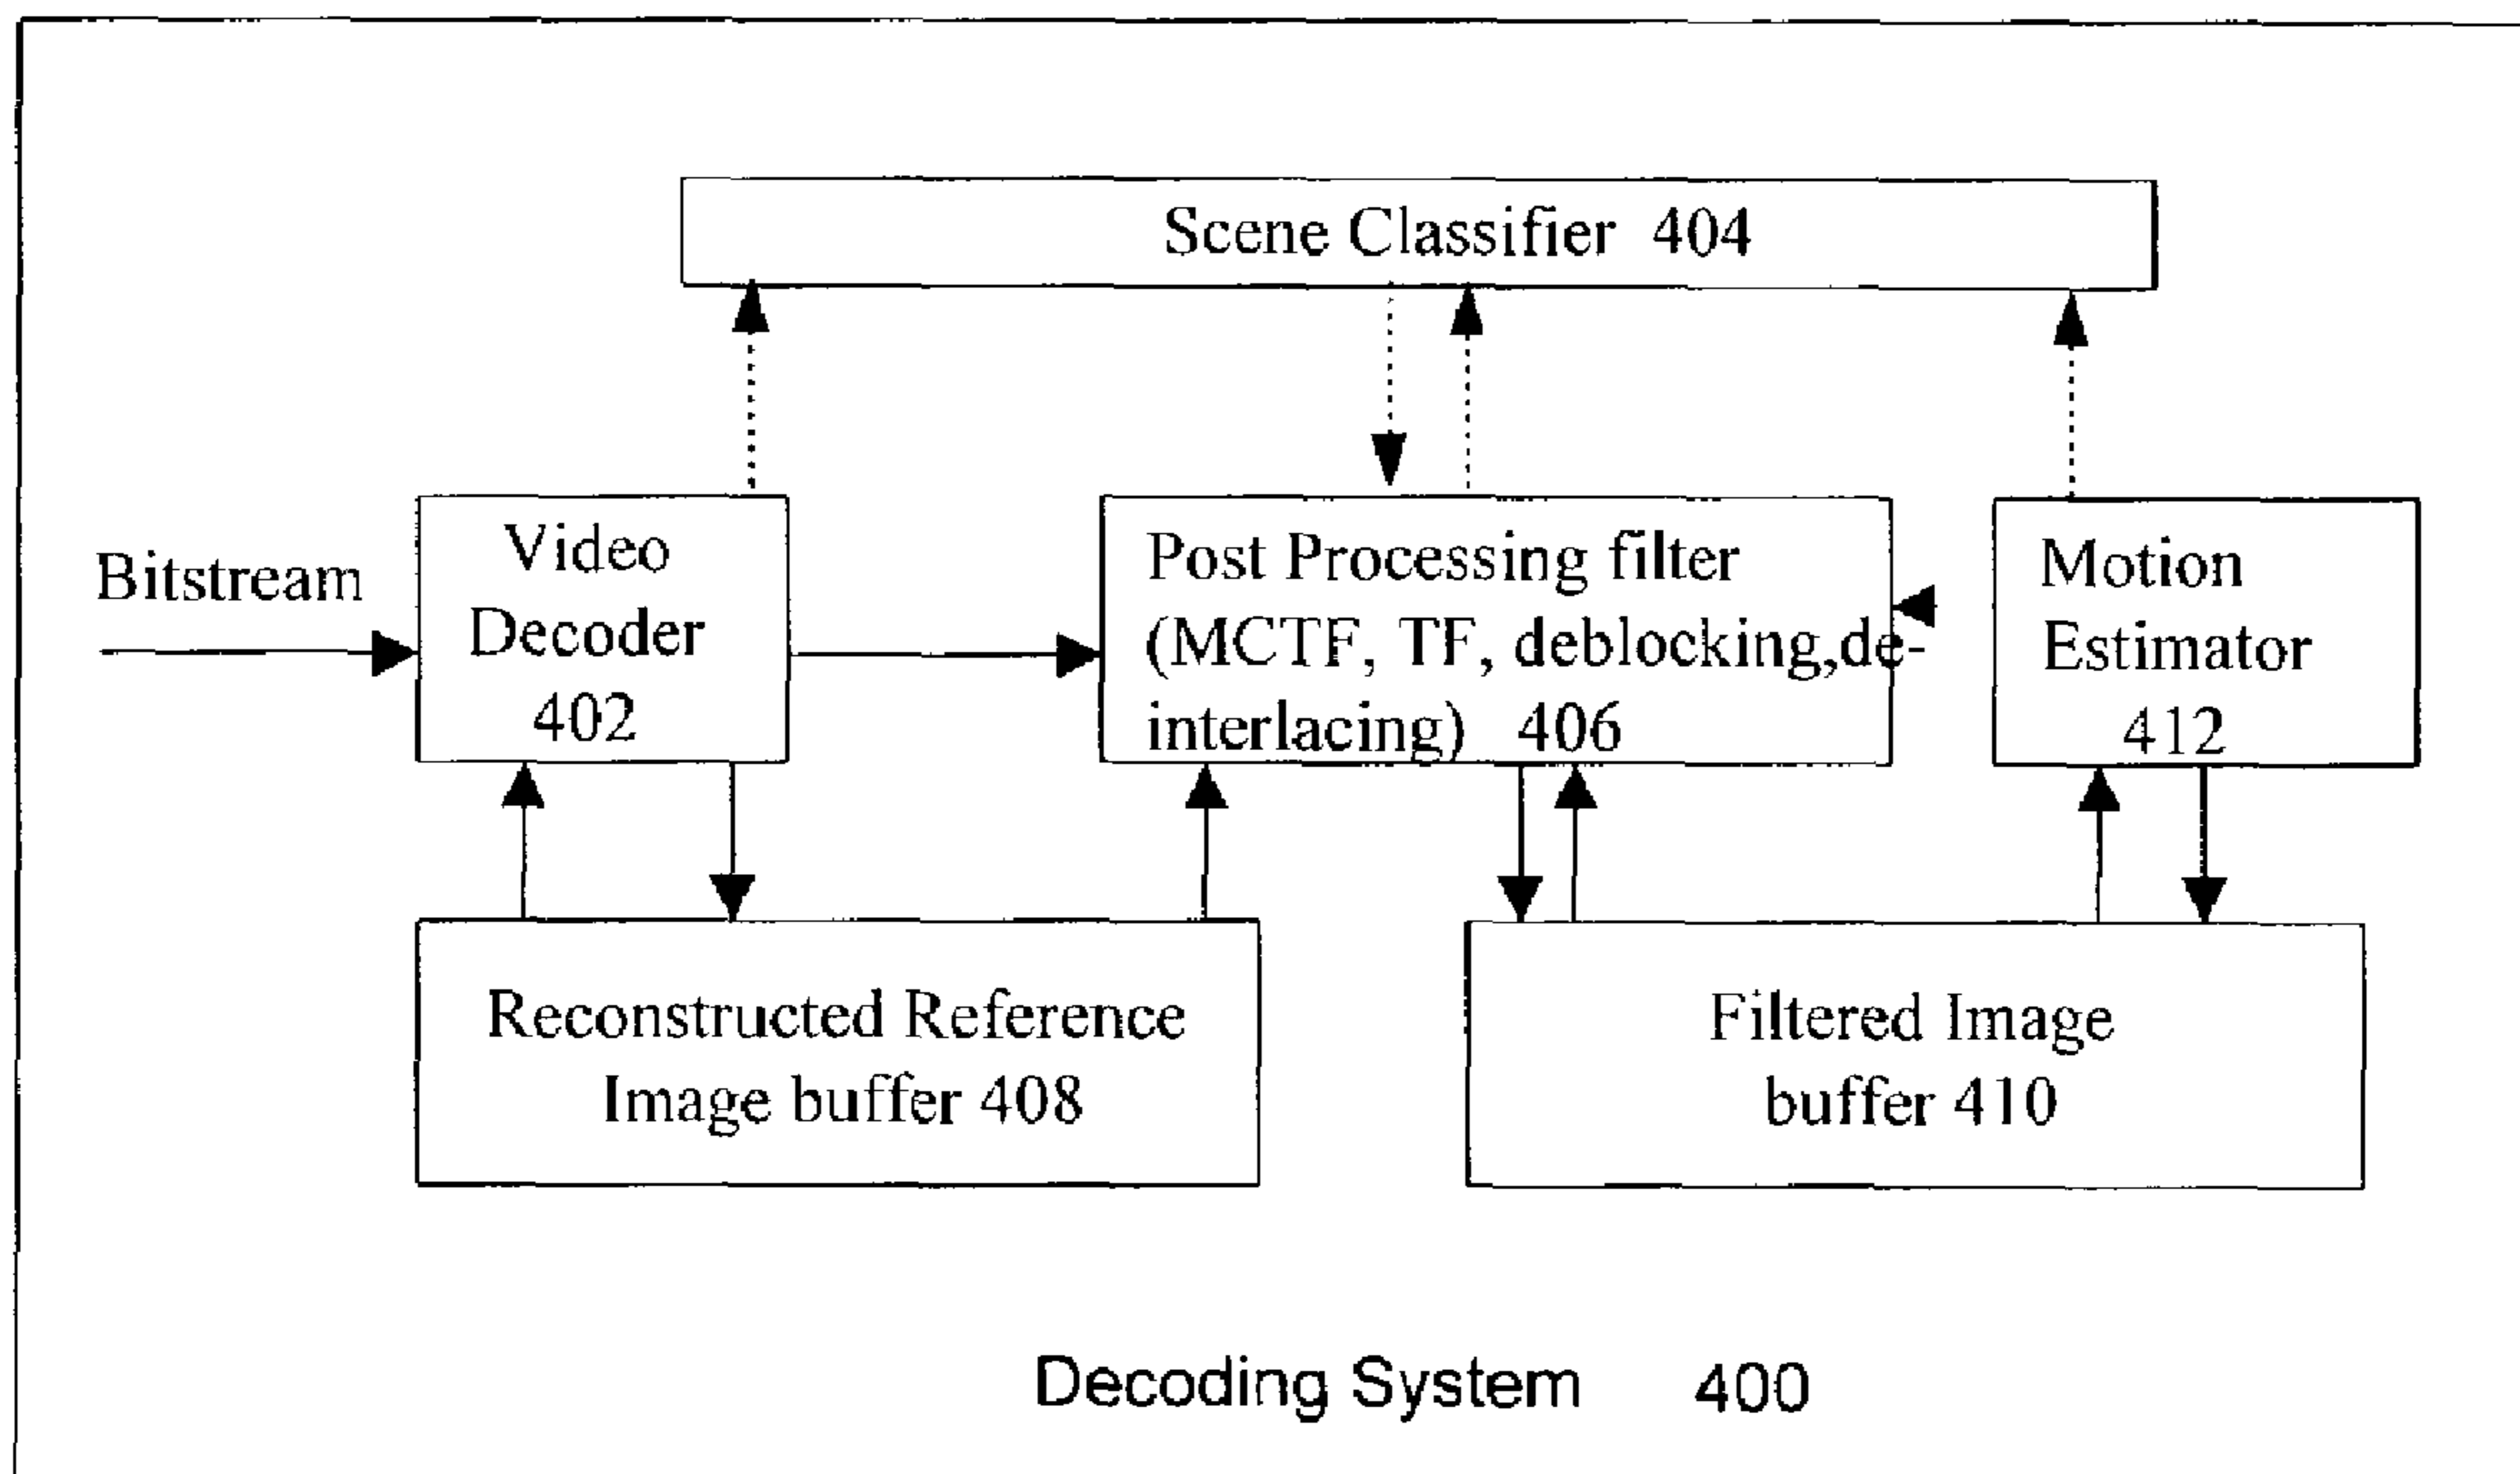 Scene Classifier 404
Bitstream
Video
Decoder
402
Post Processing filter
(MCTF, TF, deblocking,de-
interlacing) 406
Motion
Estimator
412
Reconstructed Reference
Image buffer 408
Filtered Image
buffer 410
Decoding System 400